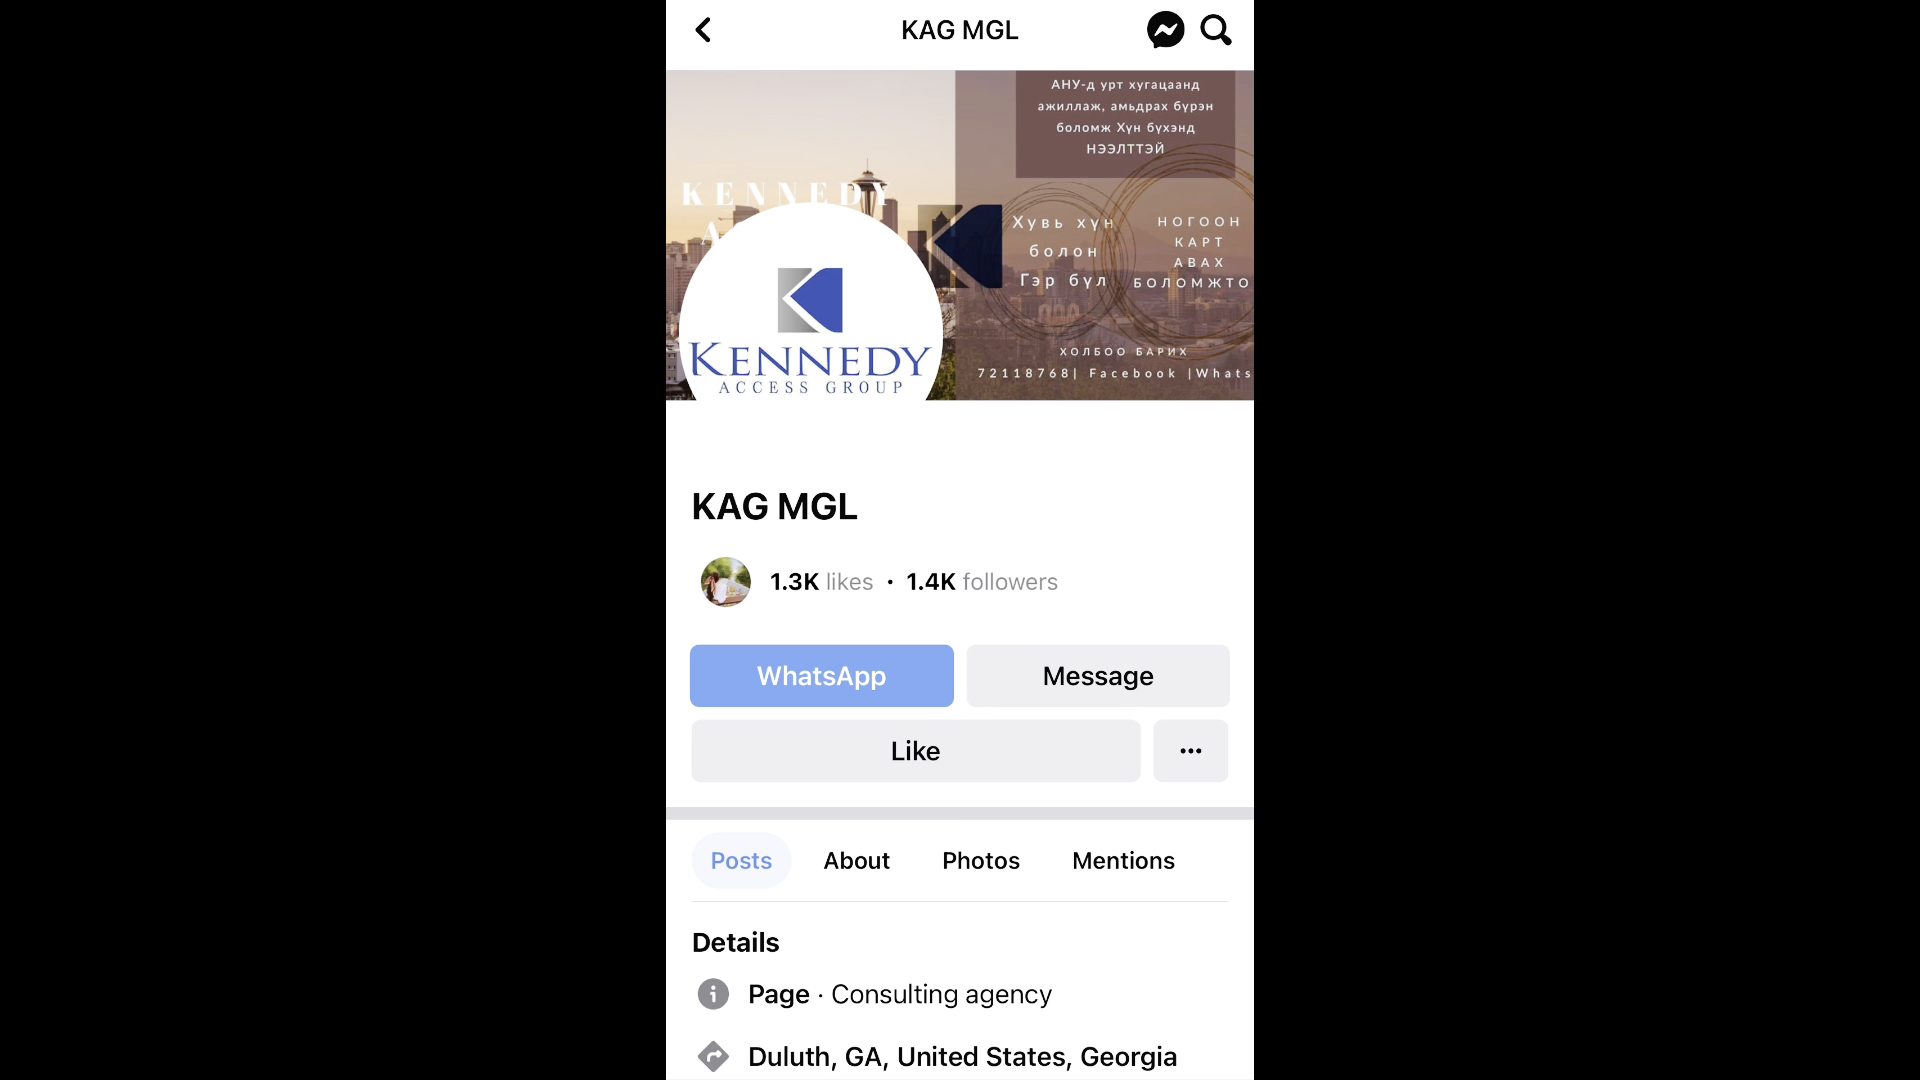 KAG MGL
АНУ-д урт хугацаанд
ажиллаж, амьдрах бүрэн
боломж Хүн бүхэнд
НЭЭЛТТЭЙ
KENNEDY
A
Хувь хүн
болон
Гэр бүл
НОГООН
КАРТ
АВАХ
БОЛОМЖТО
ХОЛБОО БАРИХ
72118768| Facebook |Whats
KENNEDY
ACCESS GROUP
KAG MGL
1.3K likes · 1.4K followers
WhatsApp
Message
Like
Posts
About
Photos
Mentions
Details
Page · Consulting agency
Duluth, GA, United States, Georgia